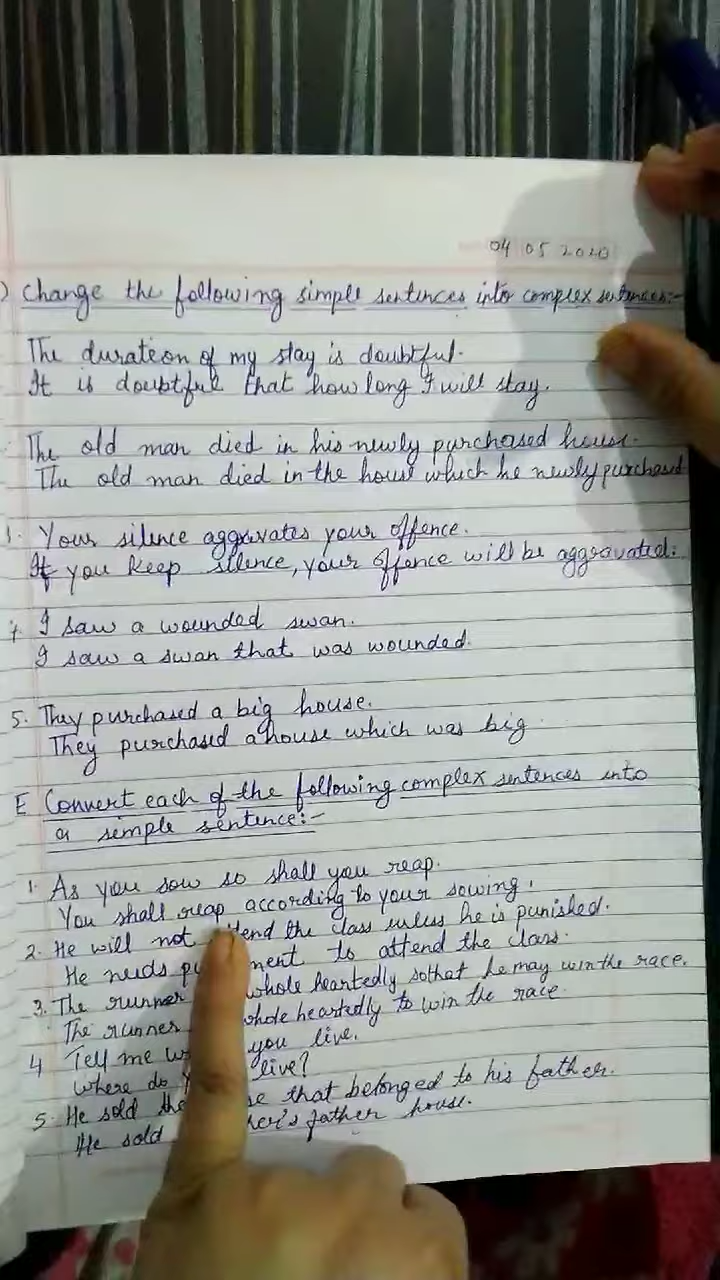 04 05 2020
) Change the following simple sentences into complex sentences:-
The duration of my stay is doubtful.
It is doubtful that how long I will stay.
The old man died in his newly purchased house.
The old man died in the house which he newly purchased
3. Your silence aggravates your offence.
If you keep silence, your offence will be aggravated.
4. I saw a wounded swan.
I saw a swan that was wounded.
5. They purchased a big house.
They purchased a house which was big.
E Convert each of the following complex sentences into
a simple sentence:-
1. As you sow so shall you reap.
You shall reap according to your sowing.
2. He will not attend the class unless he is punished.
He needs to attend the class.
3. The runner whole heartedly so that he may win the race.
The runner whole heartedly to win the race.
4 Tell me you live.
Where do live?
5. He sold the that belonged to his father.
He sold father house.